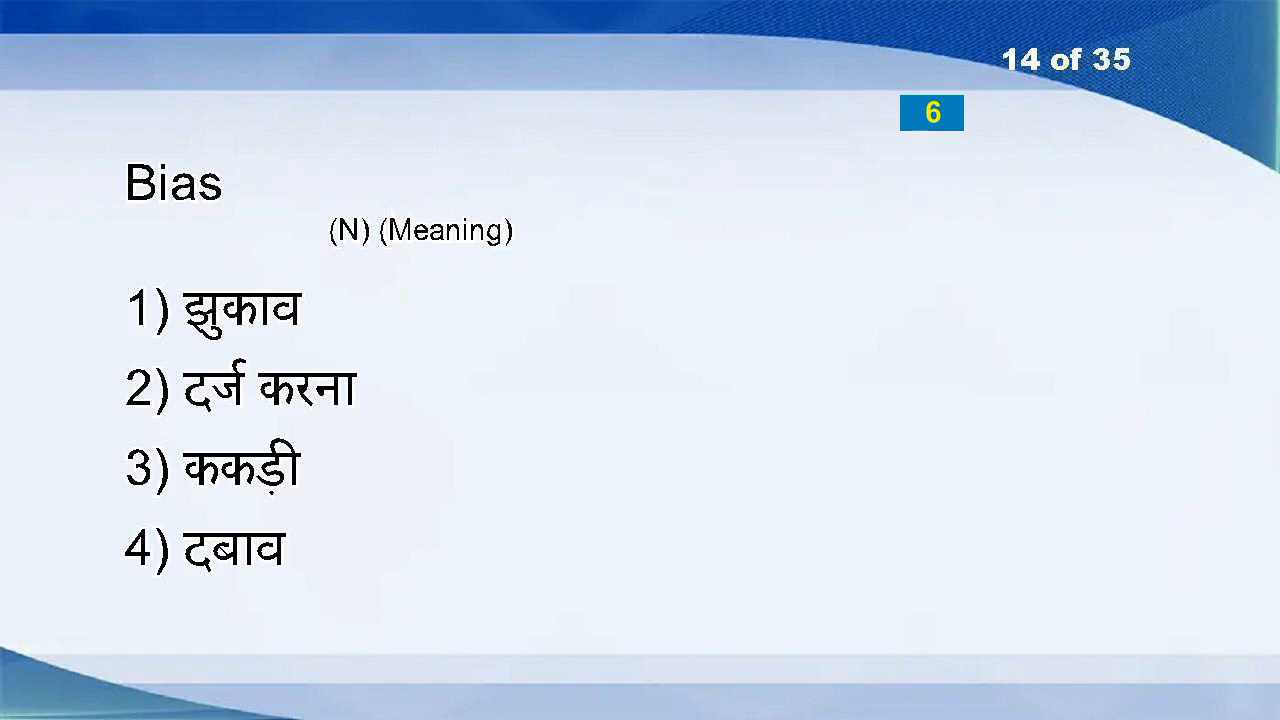 14 of 35
6
Bias
(N) (Meaning)
1) झुकाव
2) दर्ज करना
3) ककड़ी
4) दबाव